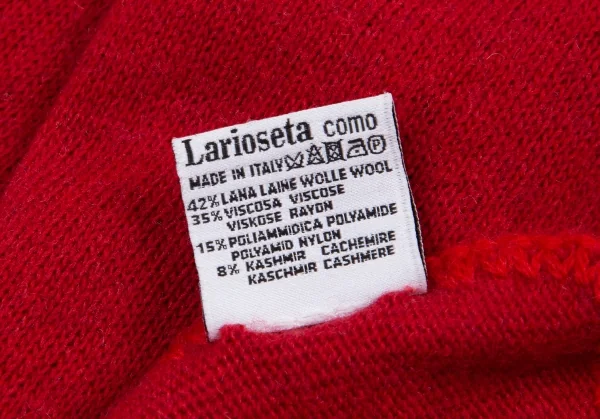 Larioseta como
MADE IN ITALY
42% LANA LAINE WOLLE WOOL
35% VISCOSA VISCOSE
VISKOSE RAYON
15% POLIAMMIDICA POLYAMIDE
POLYAMID NYLON
8% KASHMIR CACHEMIRE
KASCHMIR CASHMERE